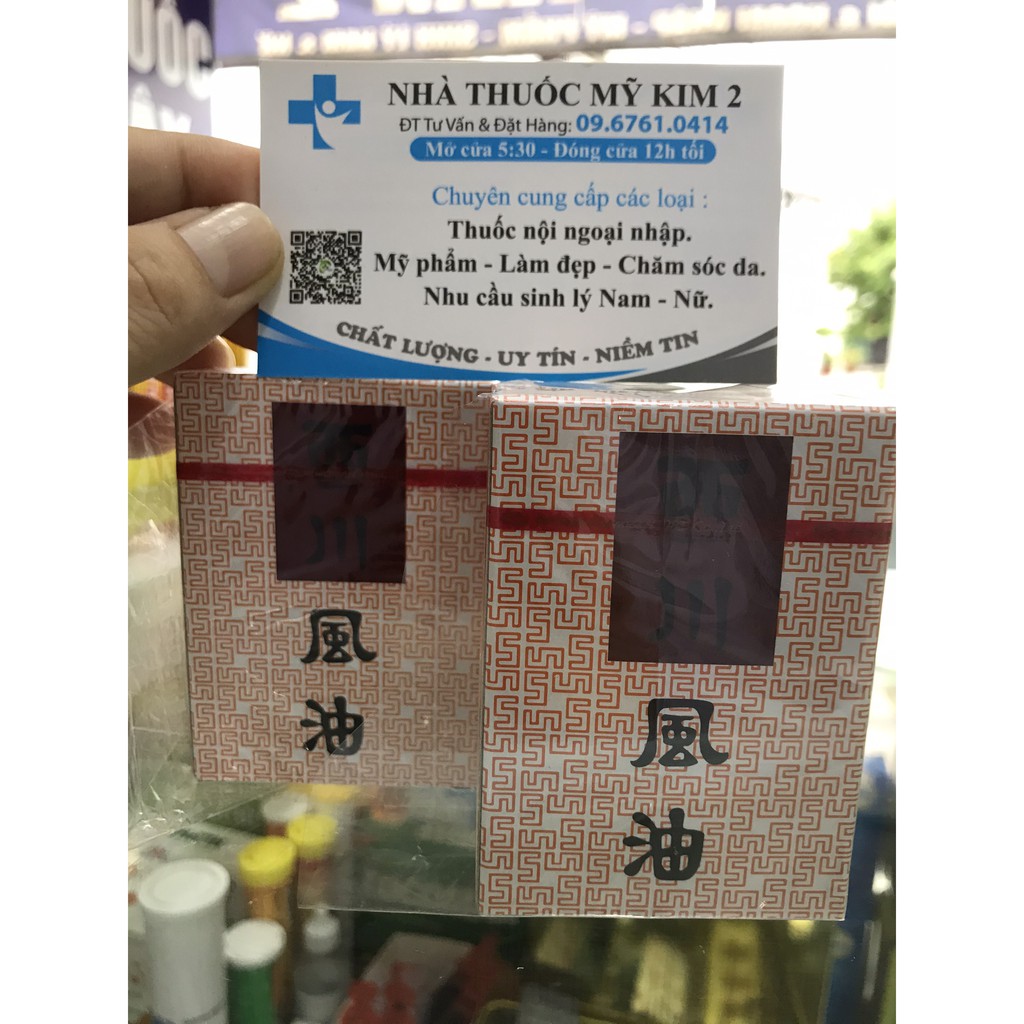 NHÀ THUỐC MỸ KIM 2
ĐT Tư Vấn & Đặt Hàng: 09.6761.0414
Mở cửa 5:30 - Đóng cửa 12h tối
Chuyên cung cấp các loại :
Thuốc nội ngoại nhập.
Mỹ phẩm - Làm đẹp - Chăm sóc da.
Nhu cầu sinh lý Nam - Nữ.
CHẤT LƯỢNG - UY TÍN - NIỀM TIN
川
風
油
川
風
油